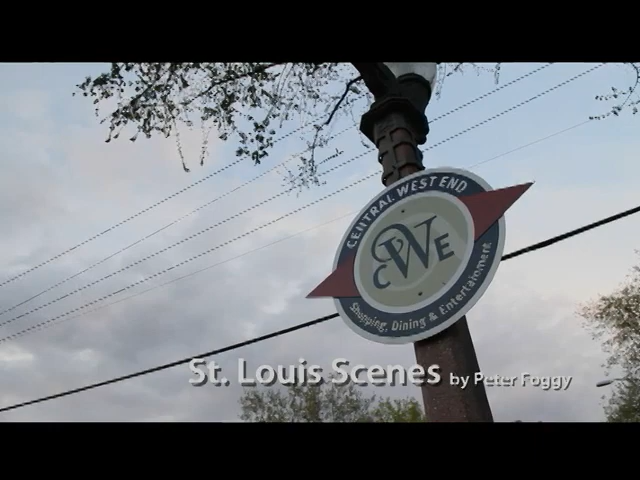 CENTRAL WEST END
CWE
Shopping, Dining & Entertainment
St. Louis Scenes by Peter Foggy